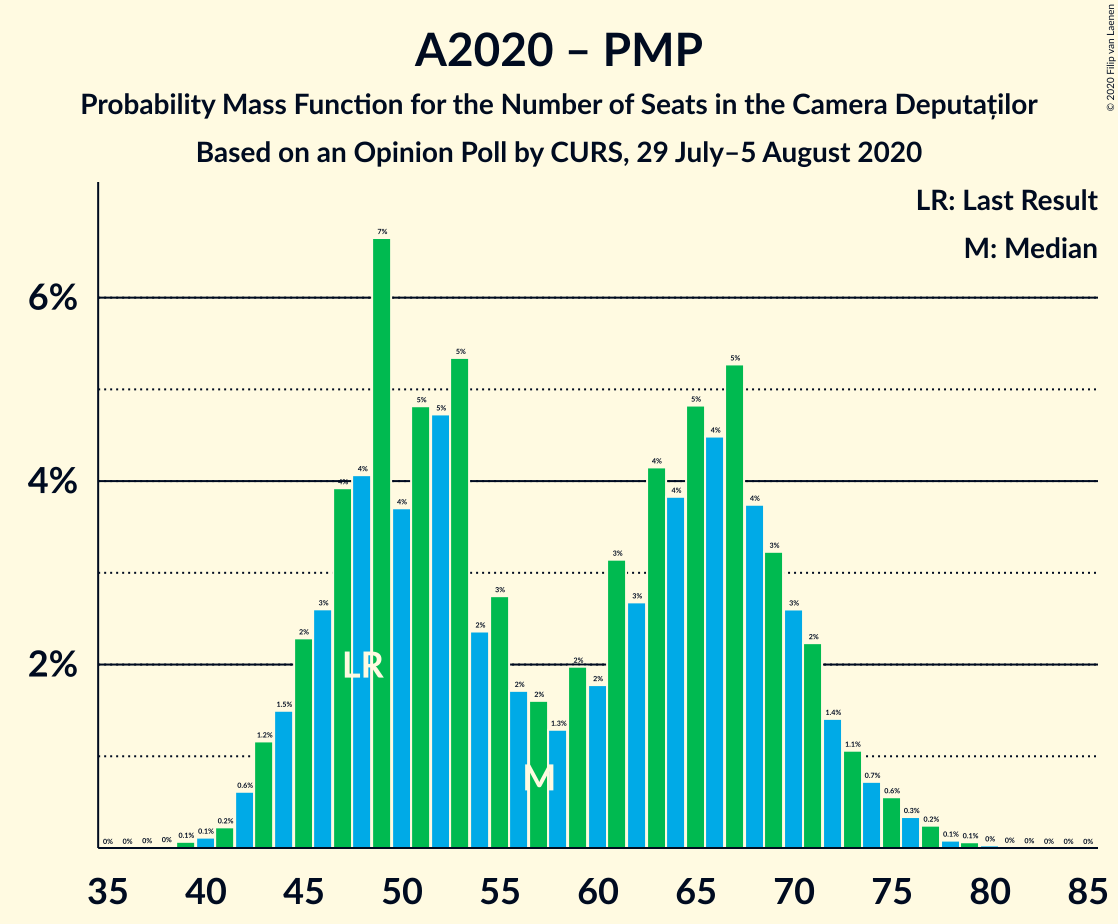 A2020 – PMP
Probability Mass Function for the Number of Seats in the Camera Deputaților
Based on an Opinion Poll by CURS, 29 July–5 August 2020
© 2020 Filip van Laenen
LR: Last Result
M: Median
6%
4%
2%
0% 0% 0% 0% 0.1% 0.1% 0.2% 0.6% 1.2% 1.5% 2% 3% 4% 4% 7% 4% 5% 5% 5% 2% 3% 2% 2% 1.3% 2% 2% 3% 3% 4% 4% 5% 4% 5% 4% 3% 3% 2% 1.4% 1.1% 0.7% 0.6% 0.3% 0.2% 0.1% 0.1% 0% 0% 0% 0% 0% 0%
LR
M
35 40 45 50 55 60 65 70 75 80 85